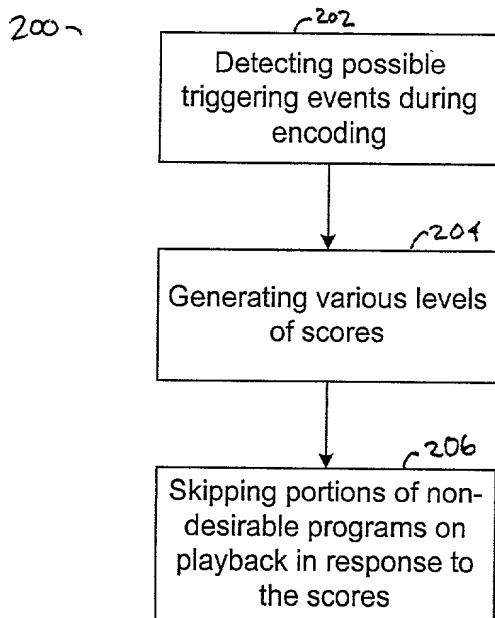 200
202
Detecting possible
triggering events during
encoding
204
Generating various levels
of scores
206
Skipping portions of non-
desirable programs on
playback in response to
the scores